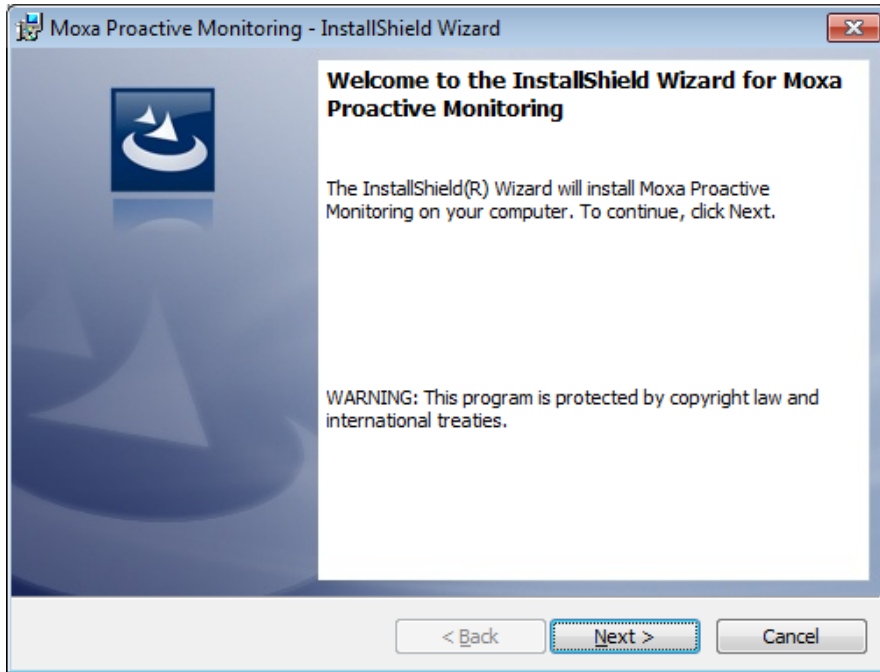 Moxa Proactive Monitoring - InstallShield Wizard
Welcome to the InstallShield Wizard for Moxa
Proactive Monitoring
The InstallShield(R) Wizard will install Moxa Proactive
Monitoring on your computer. To continue, click Next.
WARNING: This program is protected by copyright law and
international treaties.
< Back
Next >
Cancel